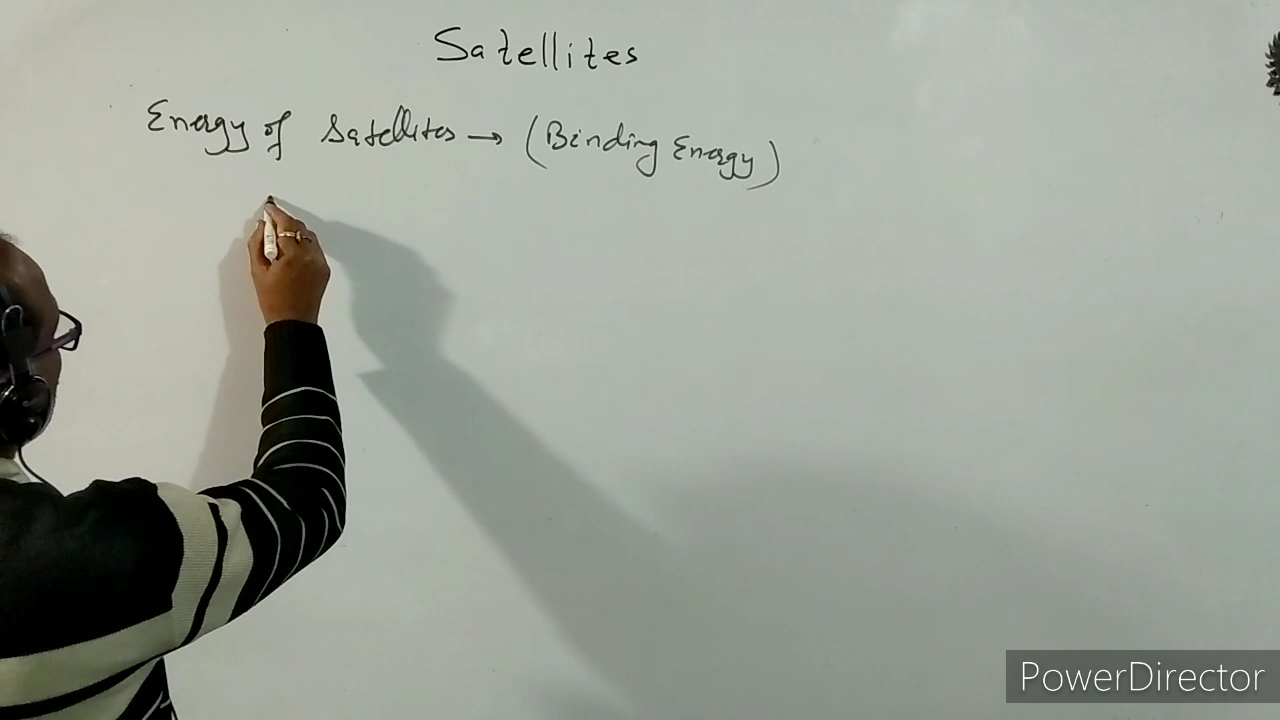 Satellites
Energy of Satellites → (Binding Energy)
PowerDirector